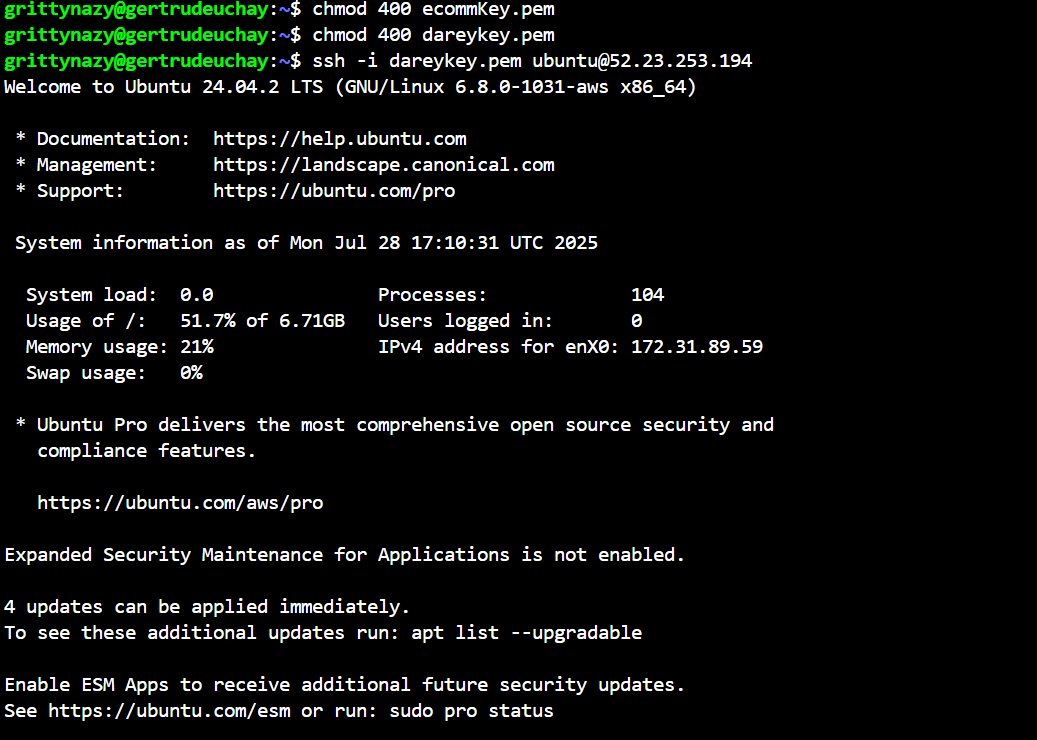 grittynazy@gertrudeuchay:~$ chmod 400 ecommKey.pem
grittynazy@gertrudeuchay:~$ chmod 400 dareykey.pem
grittynazy@gertrudeuchay:~$ ssh -i dareykey.pem ubuntu@52.23.253.194
Welcome to Ubuntu 24.04.2 LTS (GNU/Linux 6.8.0-1031-aws x86_64)

 * Documentation:  https://help.ubuntu.com
 * Management:     https://landscape.canonical.com
 * Support:        https://ubuntu.com/pro

 System information as of Mon Jul 28 17:10:31 UTC 2025

  System load:  0.0               Processes:             104
  Usage of /:   51.7% of 6.71GB   Users logged in:       0
  Memory usage: 21%               IPv4 address for enX0: 172.31.89.59
  Swap usage:   0%

 * Ubuntu Pro delivers the most comprehensive open source security and
   compliance features.

   https://ubuntu.com/aws/pro

Expanded Security Maintenance for Applications is not enabled.

4 updates can be applied immediately.
To see these additional updates run: apt list --upgradable

Enable ESM Apps to receive additional future security updates.
See https://ubuntu.com/esm or run: sudo pro status